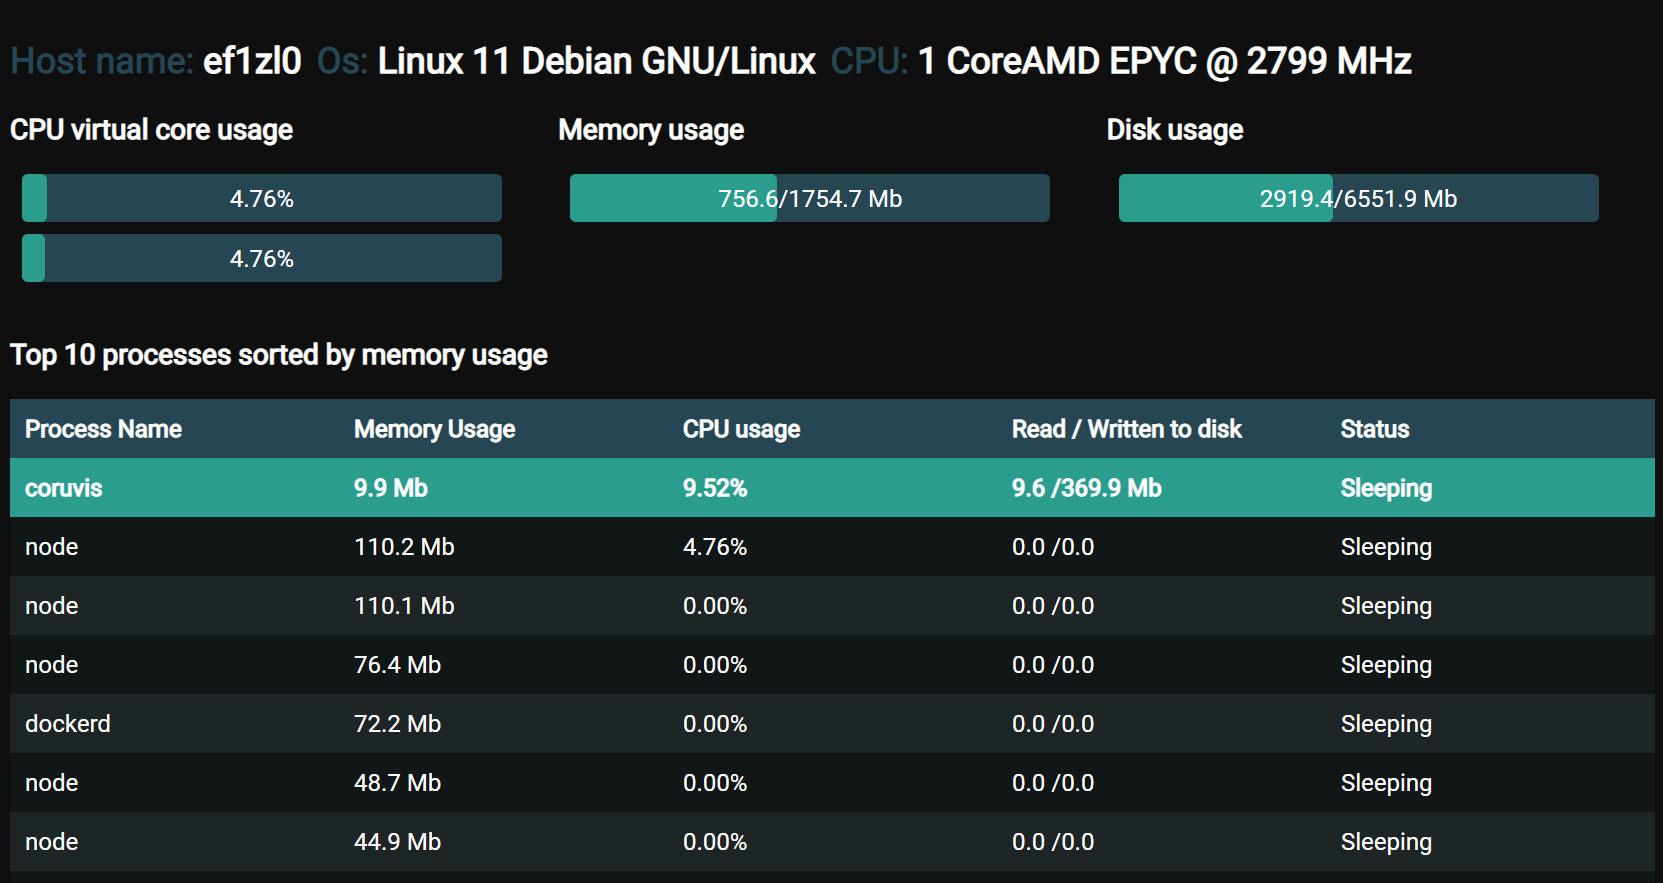 Host name: ef1zl0 Os: Linux 11 Debian GNU/Linux CPU: 1 CoreAMD EPYC @ 2799 MHz
CPU virtual core usage Memory usage Disk usage
4.76% 756.6/1754.7 Mb 2919.4/6551.9 Mb
4.76%
Top 10 processes sorted by memory usage
Process Name Memory Usage CPU usage Read / Written to disk Status
coruvis 9.9 Mb 9.52% 9.6 /369.9 Mb Sleeping
node 110.2 Mb 4.76% 0.0 /0.0 Sleeping
node 110.1 Mb 0.00% 0.0 /0.0 Sleeping
node 76.4 Mb 0.00% 0.0 /0.0 Sleeping
dockerd 72.2 Mb 0.00% 0.0 /0.0 Sleeping
node 48.7 Mb 0.00% 0.0 /0.0 Sleeping
node 44.9 Mb 0.00% 0.0 /0.0 Sleeping